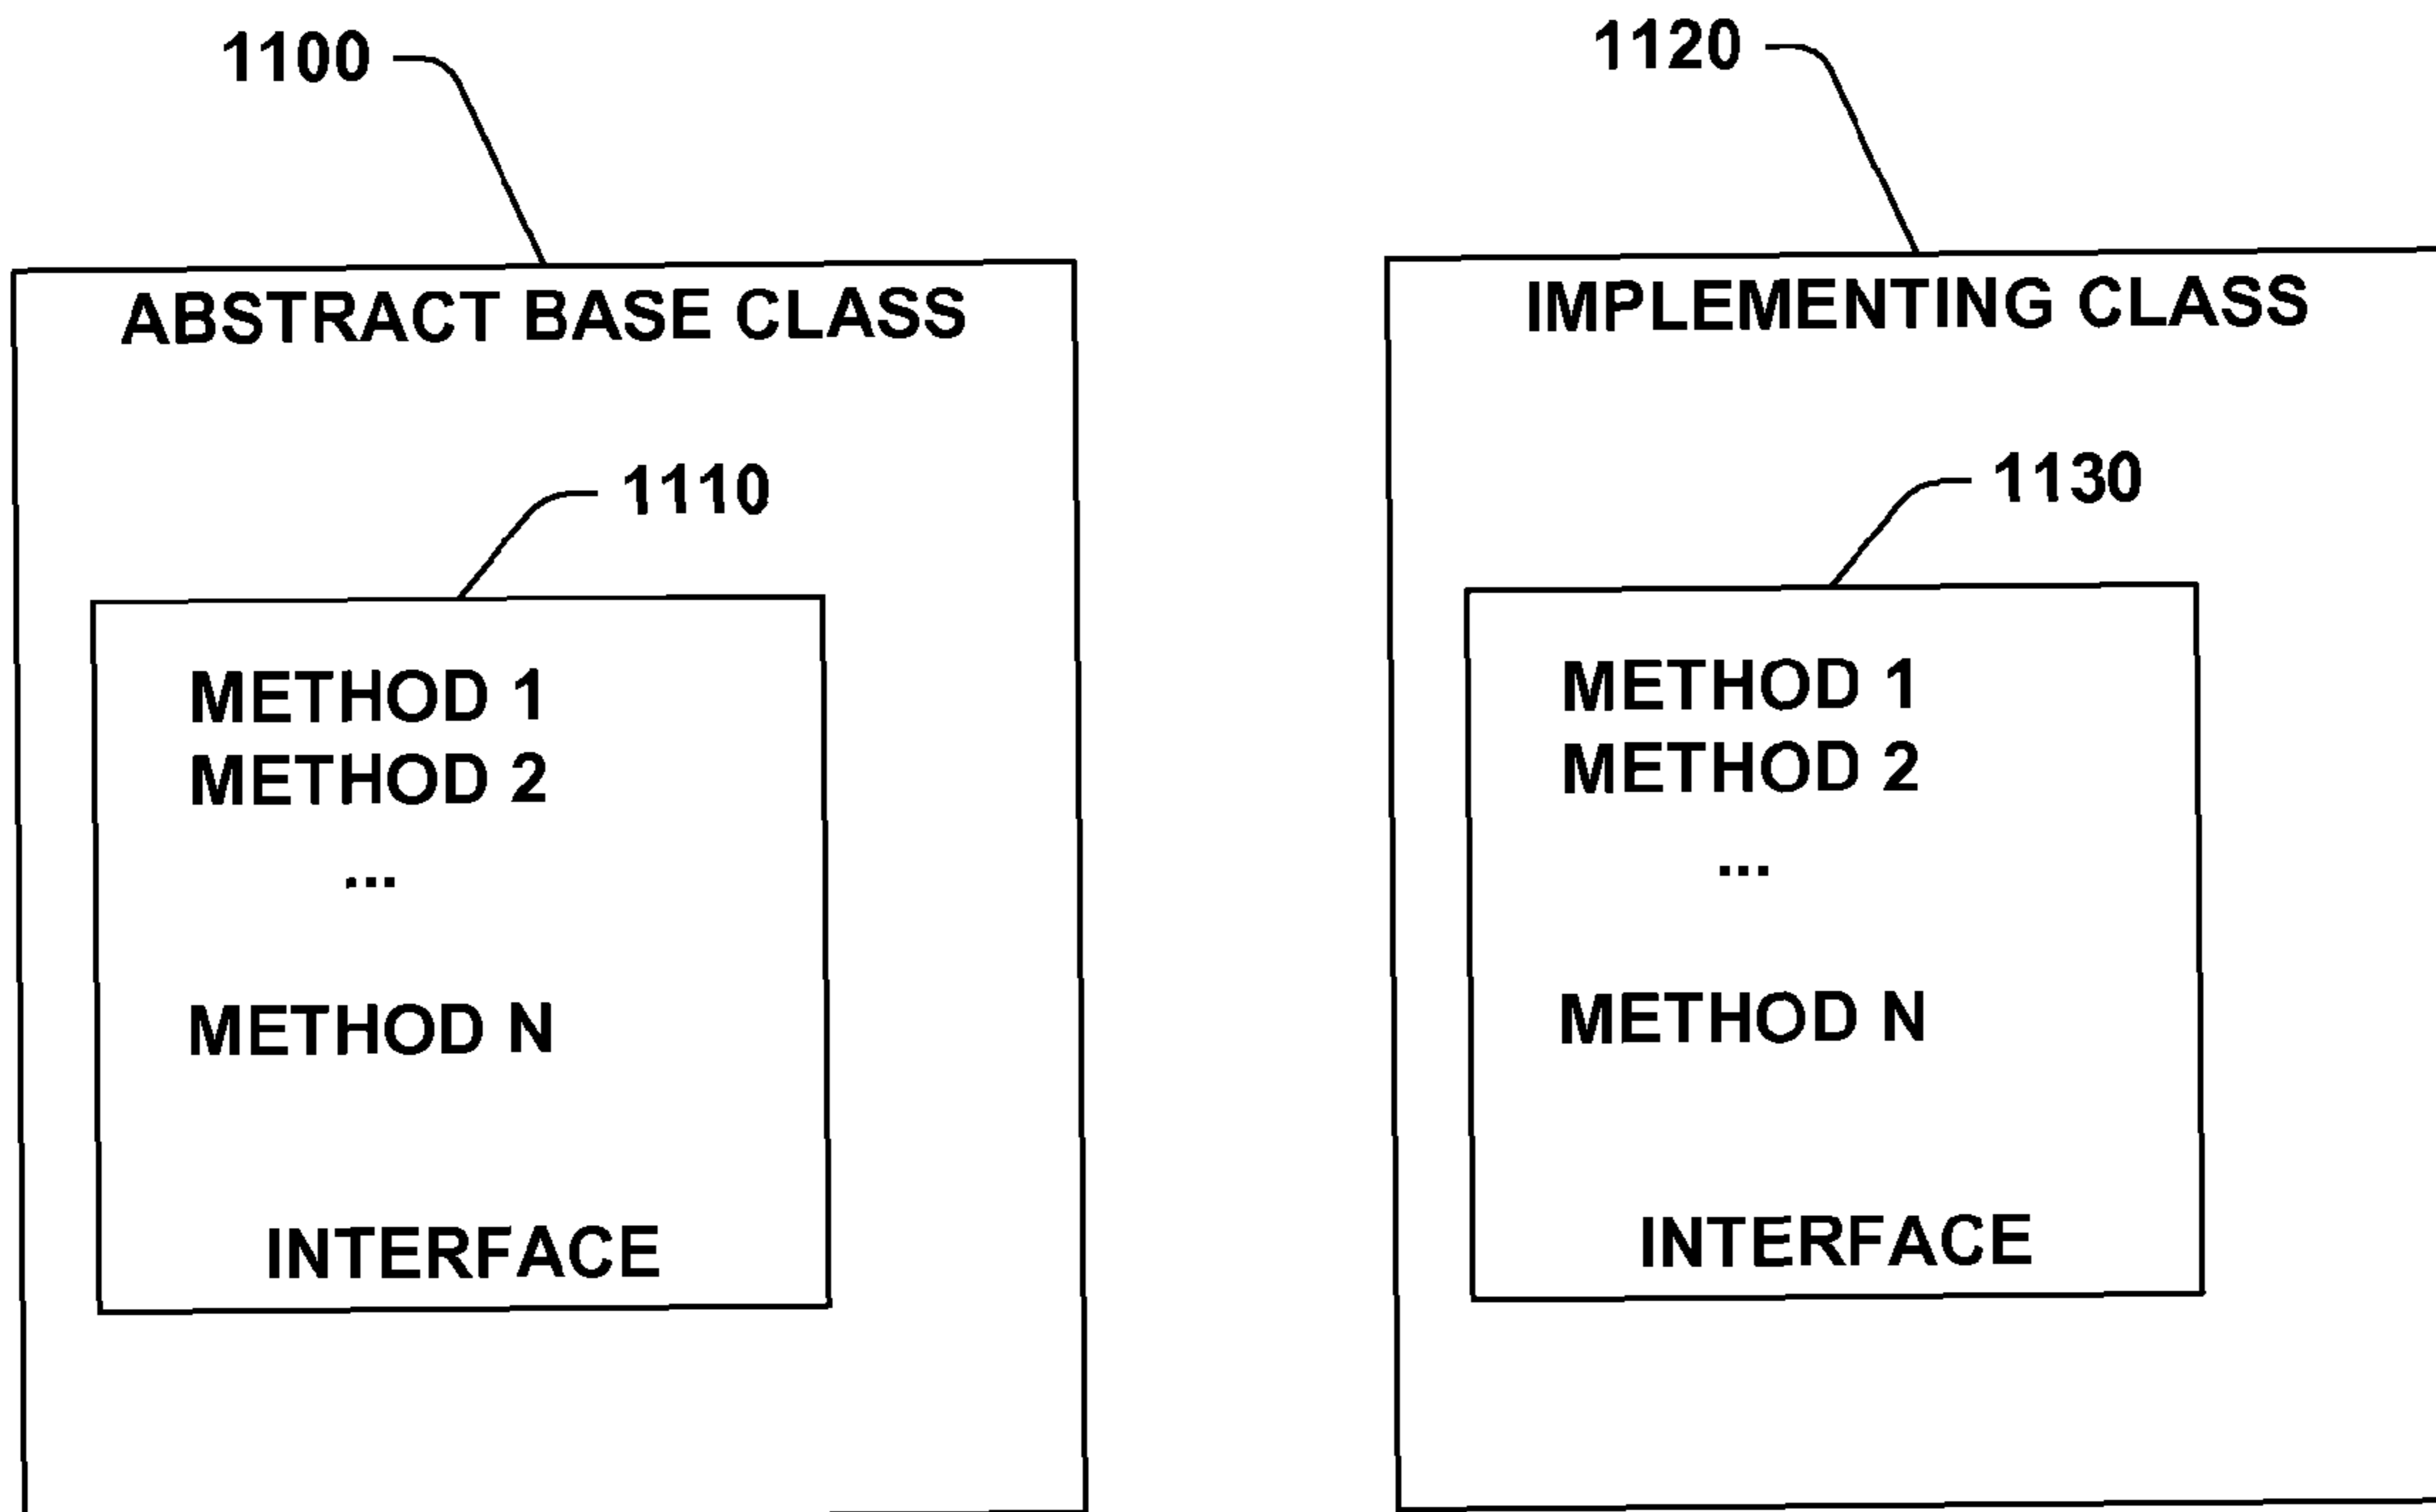 1100
ABSTRACT BASE CLASS
1110
METHOD 1
METHOD 2
...
METHOD N
INTERFACE
1120
IMPLEMENTING CLASS
1130
METHOD 1
METHOD 2
...
METHOD N
INTERFACE